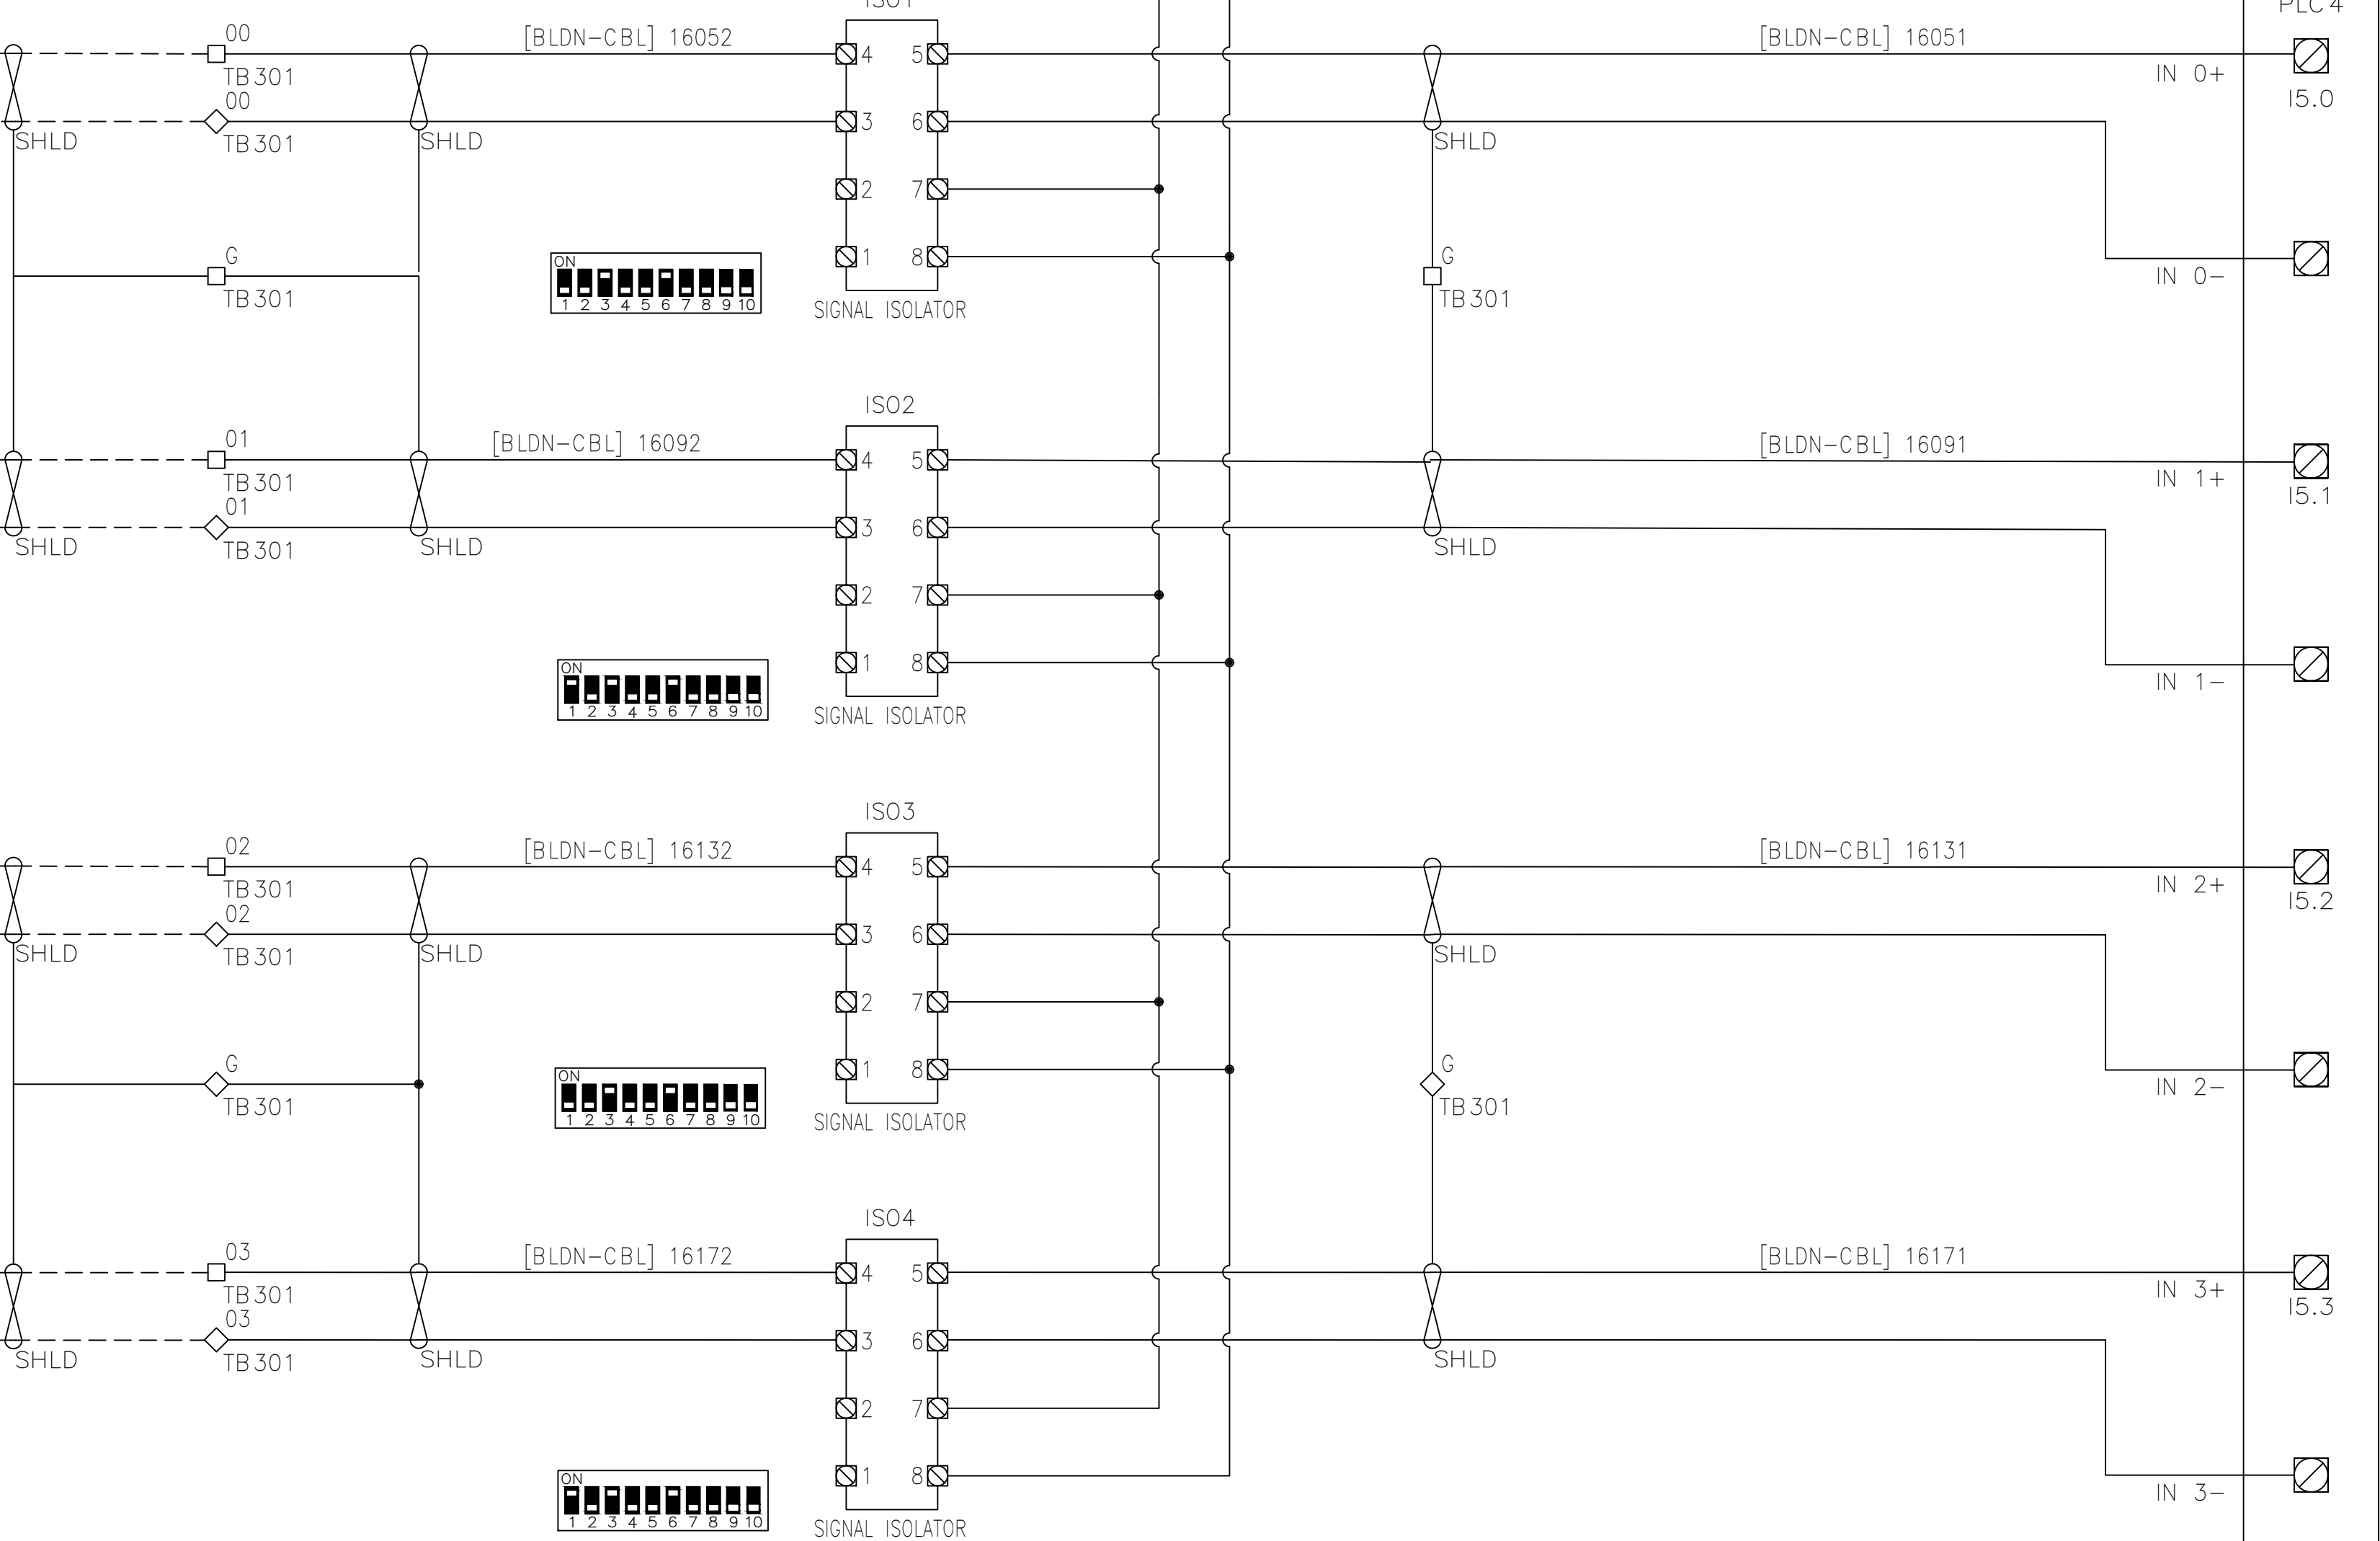 ISO1
PLC4
00
[BLDN-CBL] 16052
4
5
[BLDN-CBL] 16051
TB301
IN 0+
I5.0
00
3
6
SHLD
TB301
SHLD
SHLD
2
7
G
1
8
G
IN 0-
ON
1 2 3 4 5 6 7 8 9 10
TB301
SIGNAL ISOLATOR
TB301
ISO2
01
[BLDN-CBL] 16092
4
5
[BLDN-CBL] 16091
TB301
IN 1+
I5.1
01
3
6
SHLD
TB301
SHLD
SHLD
2
7
1
8
IN 1-
ON
1 2 3 4 5 6 7 8 9 10
SIGNAL ISOLATOR
ISO3
02
[BLDN-CBL] 16132
4
5
[BLDN-CBL] 16131
TB301
IN 2+
I5.2
02
3
6
SHLD
TB301
SHLD
SHLD
2
7
G
1
8
G
IN 2-
ON
1 2 3 4 5 6 7 8 9 10
TB301
SIGNAL ISOLATOR
TB301
ISO4
03
[BLDN-CBL] 16172
4
5
[BLDN-CBL] 16171
TB301
IN 3+
I5.3
03
3
6
SHLD
TB301
SHLD
SHLD
2
7
1
8
IN 3-
ON
1 2 3 4 5 6 7 8 9 10
SIGNAL ISOLATOR